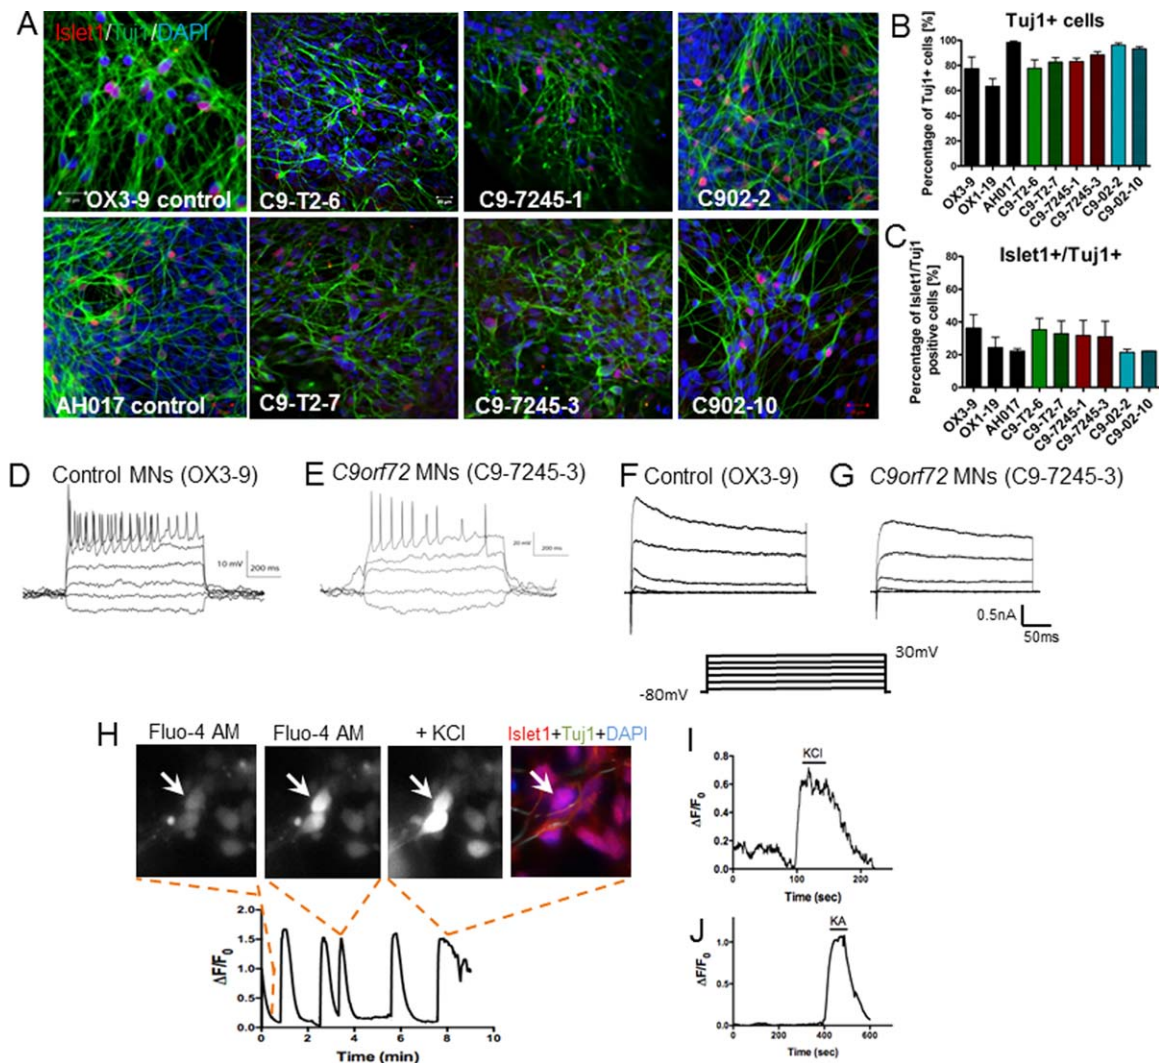 A
Islet1/Tuj1/DAPI
OX3-9 control
C9-T2-6
C9-7245-1
C902-2
AH017 control
C9-T2-7
C9-7245-3
C902-10
B
Tuj1+ cells
Percentage of Tuj1+ cells [%]
100
80
60
40
20
0
OX3-9
OX1-19
AH017
C9-T2-6
C9-T2-7
C9-7245-1
C9-7245-3
C9-02-2
C9-02-10
C
Islet1+/Tuj1+
Percentage of Islet1/Tuj1
positive cells [%]
80
60
40
20
0
OX3-9
OX1-19
AH017
C9-T2-6
C9-T2-7
C9-7245-1
C9-7245-3
C9-02-2
C9-02-10
D
Control MNs (OX3-9)
10 mV
200 ms
E
C9orf72 MNs (C9-7245-3)
20 mV
200 ms
F
Control (OX3-9)
G
C9orf72 MNs (C9-7245-3)
0.5nA
50ms
30mV
-80mV
H
Fluo-4 AM
Fluo-4 AM
+ KCl
Islet1+Tuj1+DAPI
ΔF/F0
2.0
1.5
1.0
0.5
0.0
0
2
4
6
8
10
Time (min)
I
KCl
ΔF/F0
0.8
0.6
0.4
0.2
0.0
0
100
200
Time (sec)
J
KA
ΔF/F0
1.0
0.5
0.0
0
200
400
600
Time (sec)